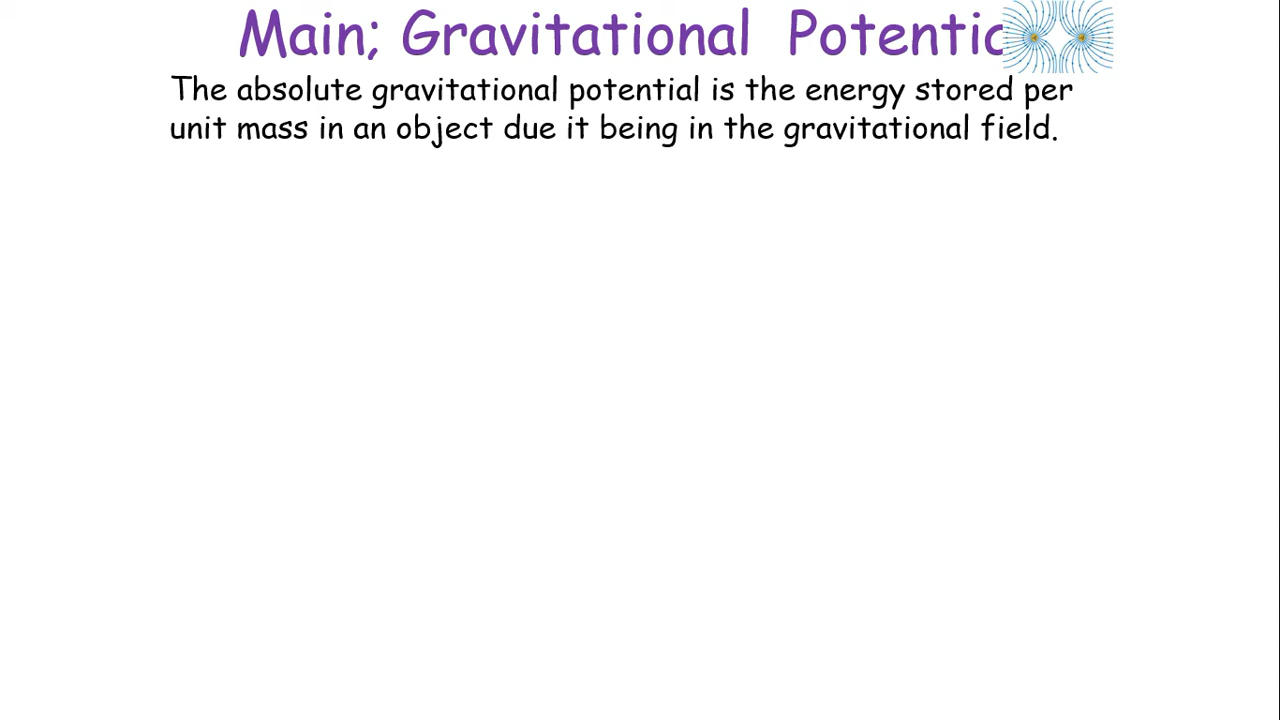 Main; Gravitational Potentia
The absolute gravitational potential is the energy stored per
unit mass in an object due it being in the gravitational field.